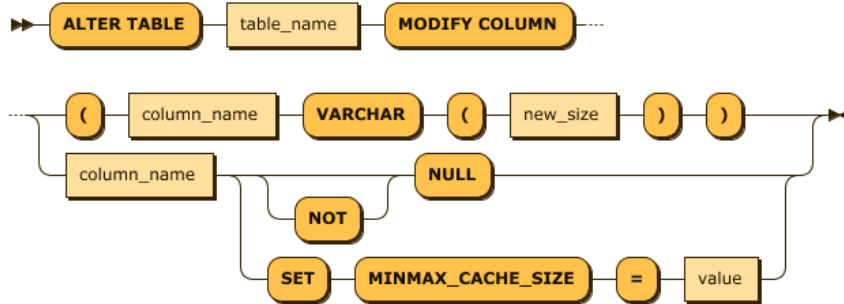 ALTER TABLE table_name MODIFY COLUMN
( column_name VARCHAR ( new_size ) )
column_name NULL
NOT
SET MINMAX_CACHE_SIZE = value